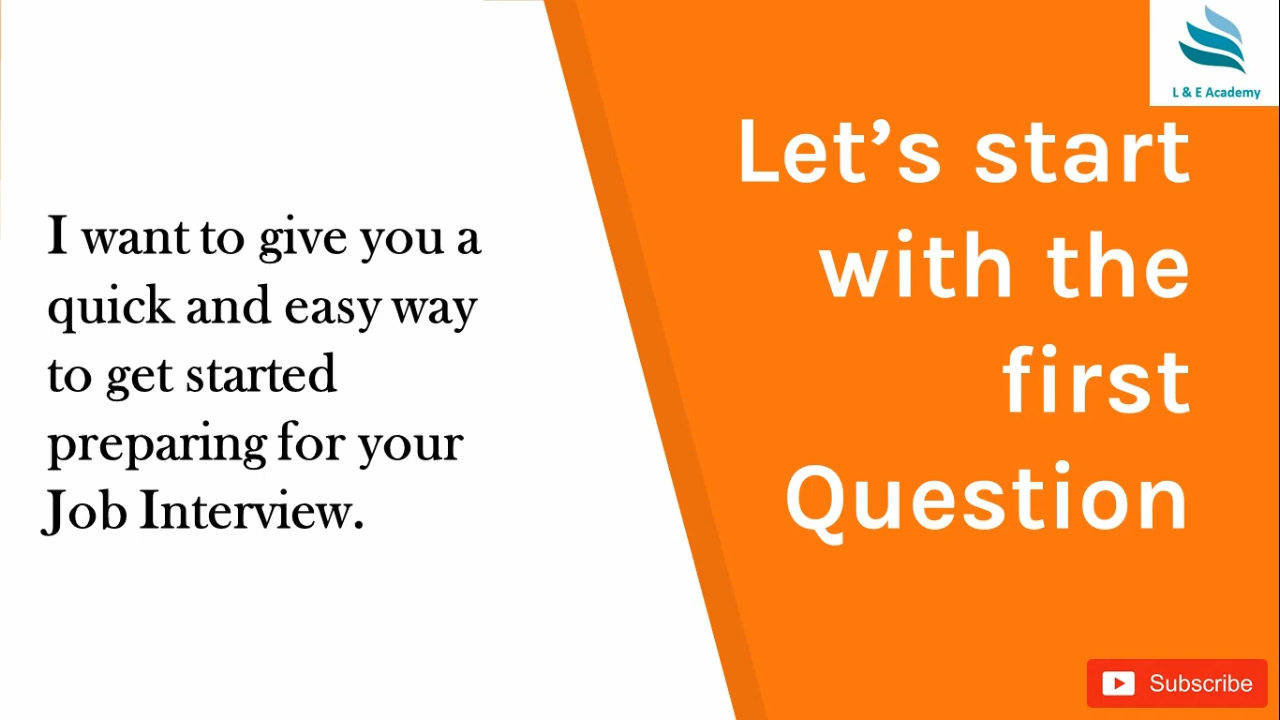 I want to give you a
quick and easy way
to get started
preparing for your
Job Interview.
L & E Academy
Let’s start
with the
first
Question
Subscribe